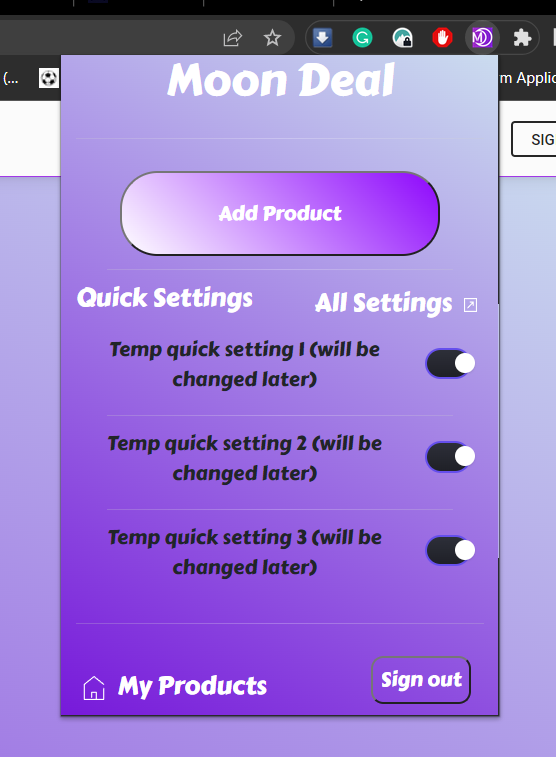 (...
m Applic
SIG
Moon Deal
Add Product
Quick Settings
All Settings
Temp quick setting 1 (will be
changed later)
Temp quick setting 2 (will be
changed later)
Temp quick setting 3 (will be
changed later)
My Products
Sign out